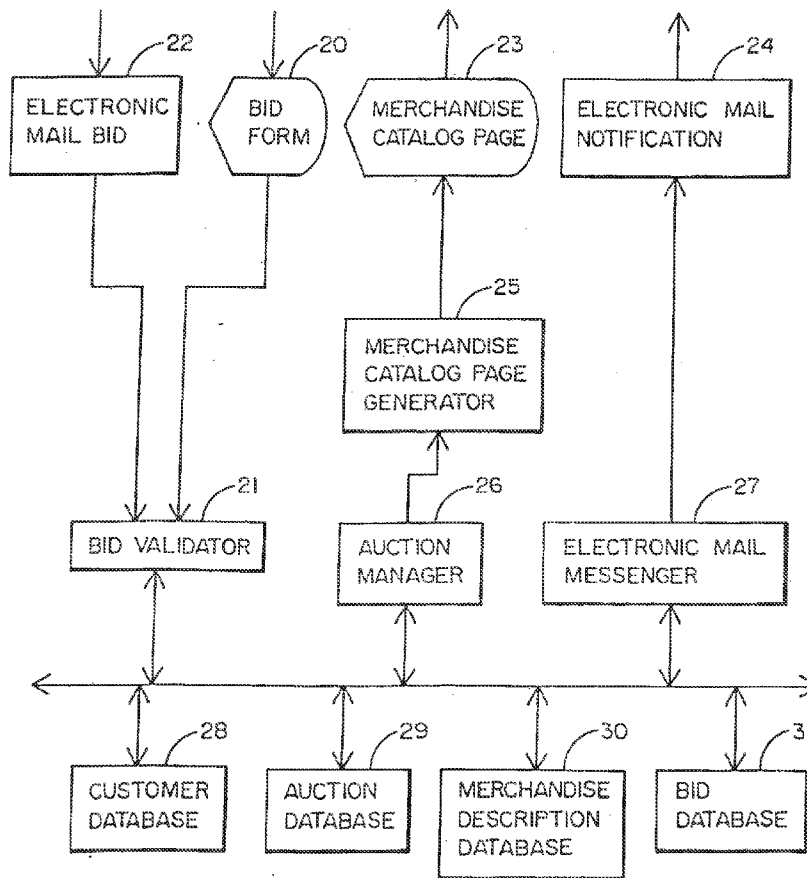 22
20
23
24
ELECTRONIC
MAIL BID
BID
FORM
MERCHANDISE
CATALOG PAGE
ELECTRONIC MAIL
NOTIFICATION
25
MERCHANDISE
CATALOG PAGE
GENERATOR
21
26
27
BID VALIDATOR
AUCTION
MANAGER
ELECTRONIC MAIL
MESSENGER
28
29
30
3
CUSTOMER
DATABASE
AUCTION
DATABASE
MERCHANDISE
DESCRIPTION
DATABASE
BID
DATABASE